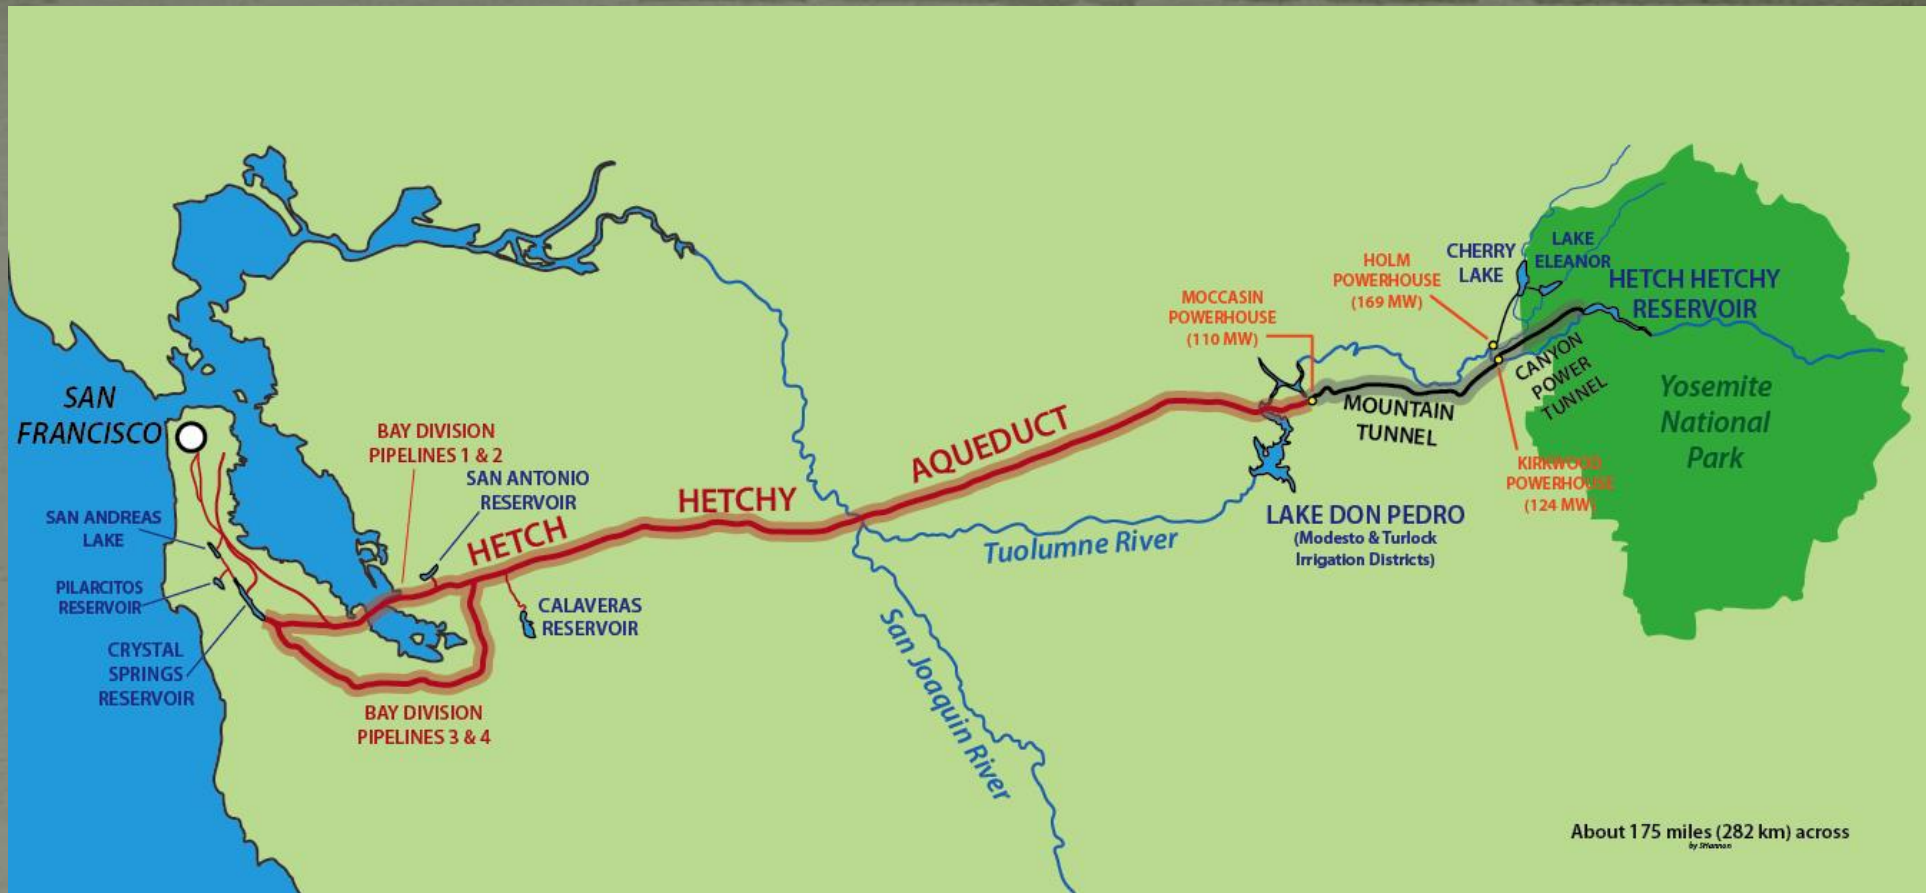 SAN
FRANCISCO
BAY DIVISION
PIPELINES 1 & 2
SAN ANTONIO
RESERVOIR
SAN ANDREAS
LAKE
PILARCITOS
RESERVOIR
CRYSTAL
SPRINGS
RESERVOIR
BAY DIVISION
PIPELINES 3 & 4
CALAVERAS
RESERVOIR
HETCH
HETCHY
AQUEDUCT
San Joaquin River
Tuolumne River
MOCCASIN
POWERHOUSE
(110 MW)
LAKE DON PEDRO
(Modesto & Turlock
Irrigation Districts)
MOUNTAIN
TUNNEL
HOLM
POWERHOUSE
(169 MW)
CHERRY
LAKE
LAKE
ELEANOR
HETCH HETCHY
RESERVOIR
CANYON
POWER
TUNNEL
KIRKWOOD
POWERHOUSE
(124 MW)
Yosemite
National
Park
About 175 miles (282 km) across
by Shannon